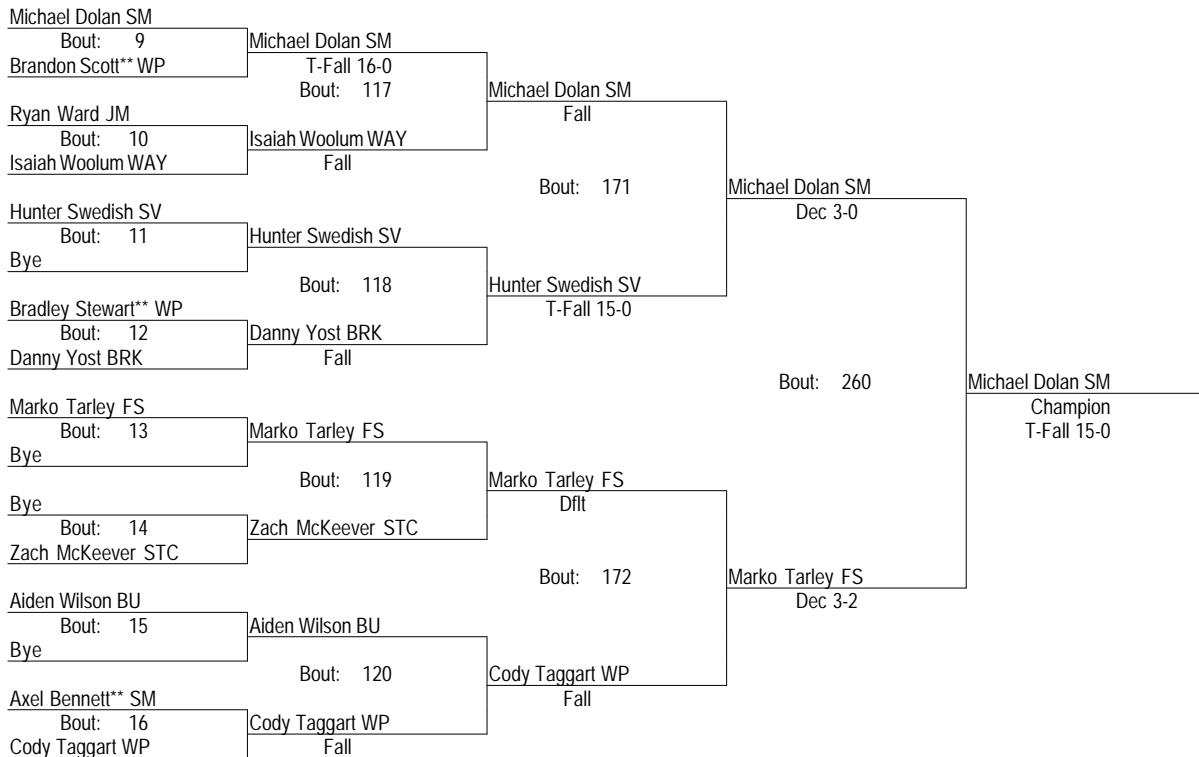 Michael Dolan SM
Bout: 9
Brandon Scott** WP
Michael Dolan SM
T-Fall 16-0
Bout: 117
Ryan Ward JM
Bout: 10
Isaiah Woolum WAY
Isaiah Woolum WAY
Fall
Michael Dolan SM
Fall
Bout: 171
Hunter Swedish SV
Bout: 11
Bye
Hunter Swedish SV
Bout: 118
Bradley Stewart** WP
Bout: 12
Danny Yost BRK
Danny Yost BRK
Fall
Hunter Swedish SV
T-Fall 15-0
Michael Dolan SM
Dec 3-0
Bout: 260
Marko Tarley FS
Bout: 13
Bye
Marko Tarley FS
Bout: 119
Bye
Bout: 14
Zach McKeever STC
Zach McKeever STC
Marko Tarley FS
Dflt
Bout: 172
Aiden Wilson BU
Bout: 15
Bye
Aiden Wilson BU
Bout: 120
Axel Bennett** SM
Bout: 16
Cody Taggart WP
Cody Taggart WP
Fall
Cody Taggart WP
Fall
Marko Tarley FS
Dec 3-2
Michael Dolan SM
Champion
T-Fall 15-0